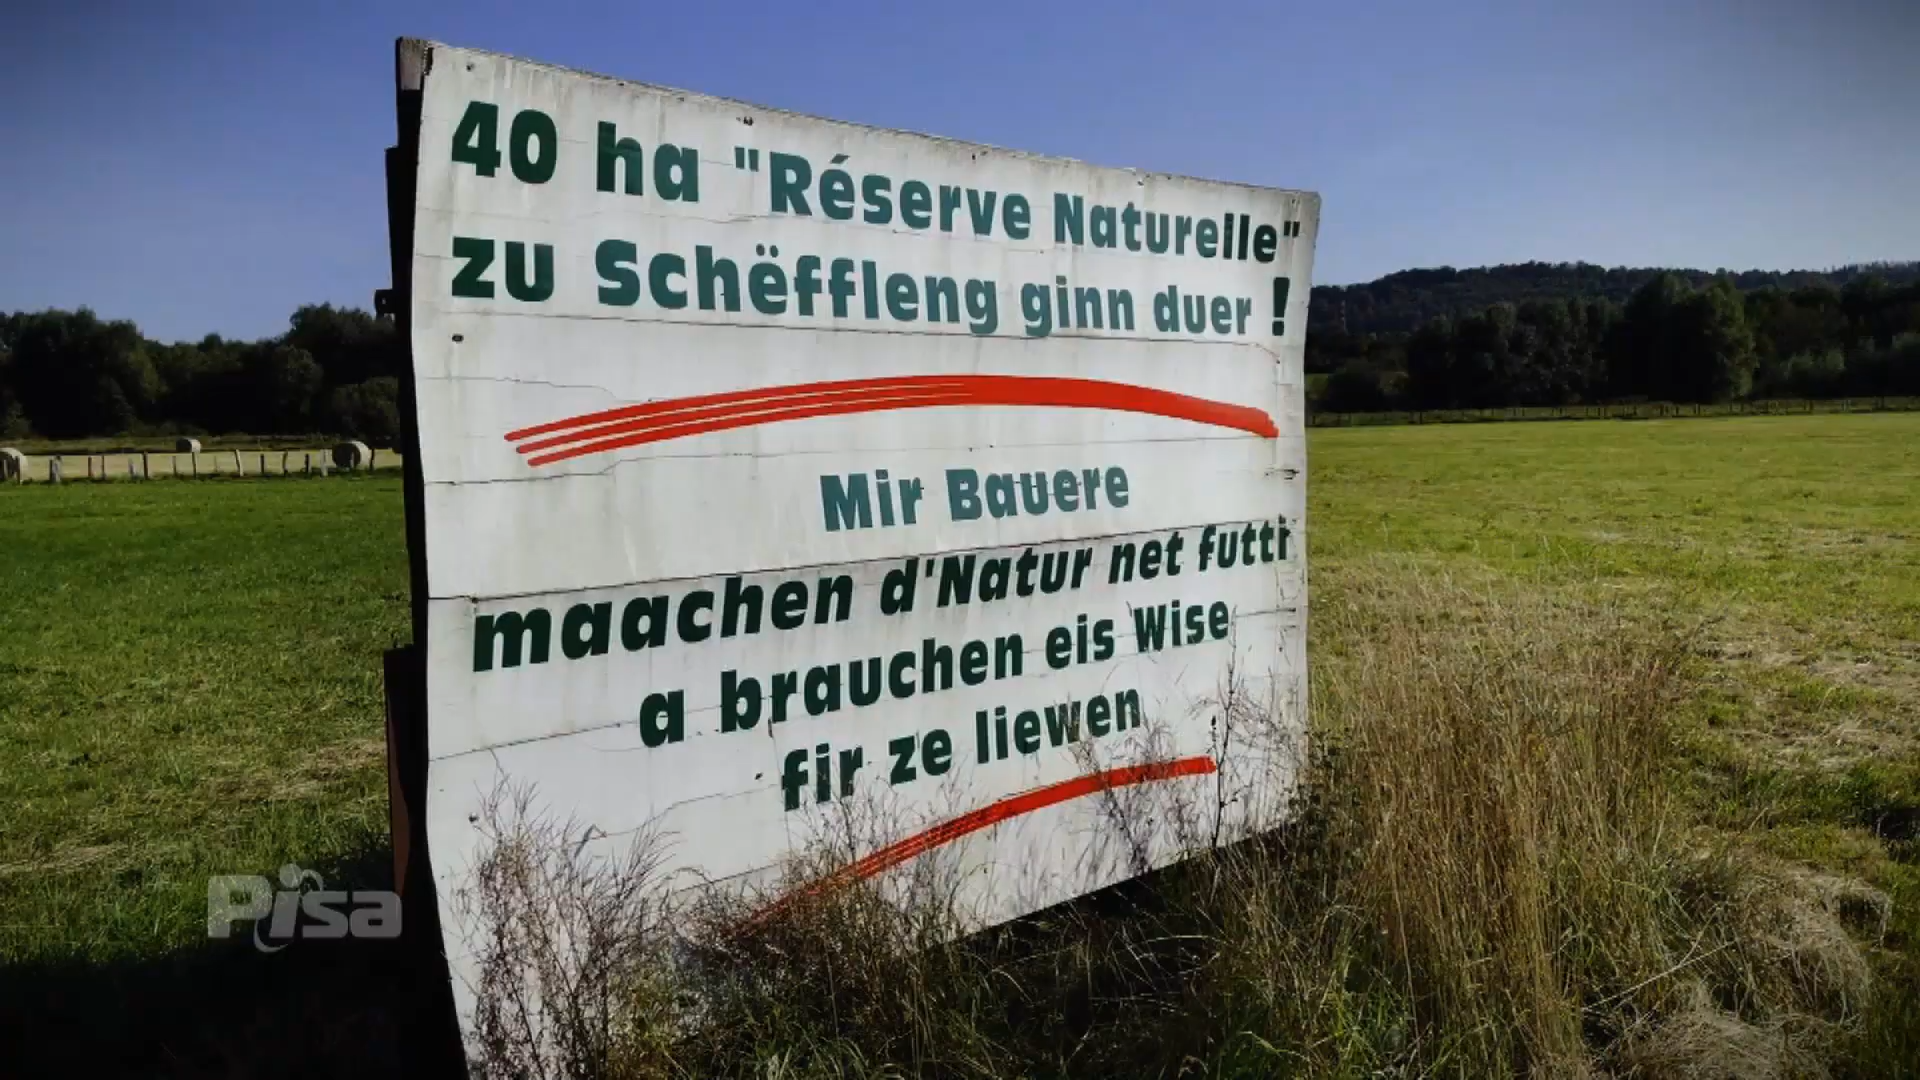 40 ha "Réserve Naturelle"
zu Schëffleng ginn duer !
Mir Bauere
maachen d'Natur net futti
a brauchen eis Wise
fir ze liewen
Pisa